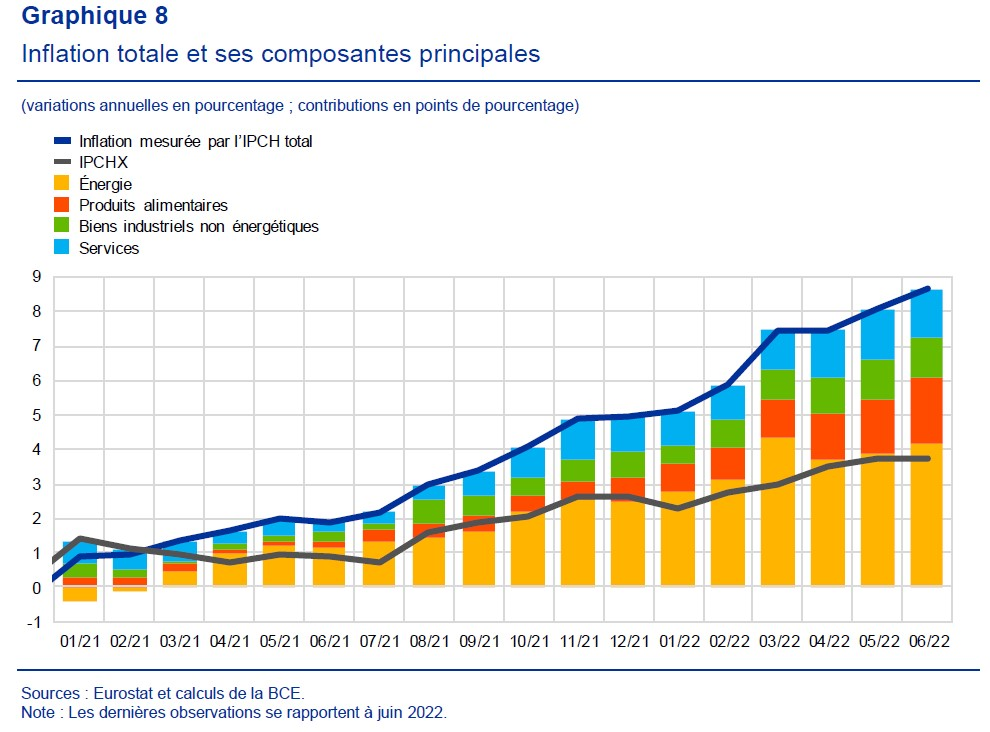 Graphique 8
Inflation totale et ses composantes principales
(variations annuelles en pourcentage ; contributions en points de pourcentage)
Inflation mesurée par l’IPCH total
IPCHX
Énergie
Produits alimentaires
Biens industriels non énergétiques
Services
9
8
7
6
5
4
3
2
1
0
-1
01/21 02/21 03/21 04/21 05/21 06/21 07/21 08/21 09/21 10/21 11/21 12/21 01/22 02/22 03/22 04/22 05/22 06/22
Sources : Eurostat et calculs de la BCE.
Note : Les dernières observations se rapportent à juin 2022.